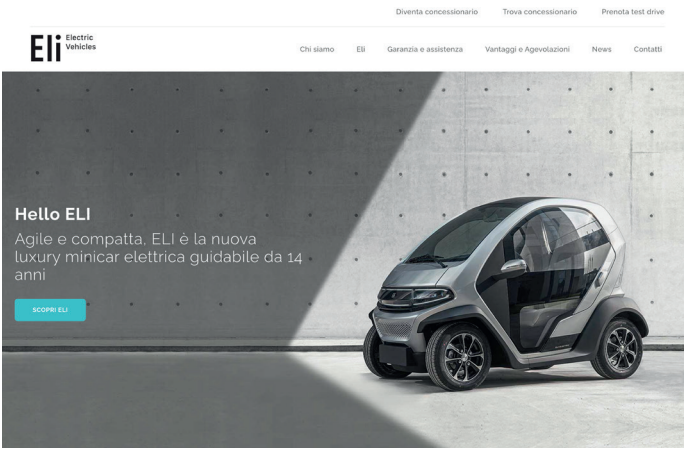 Diventa concessionario
Trova concessionario
Prenota test drive
Eli Electric
Vehicles
Chi siamo
Eli
Garanzia e assistenza
Vantaggi e Agevolazioni
News
Contatti
Hello ELI
Agile e compatta, ELI è la nuova
luxury minicar elettrica guidabile da 14
anni
SCOPRI ELI